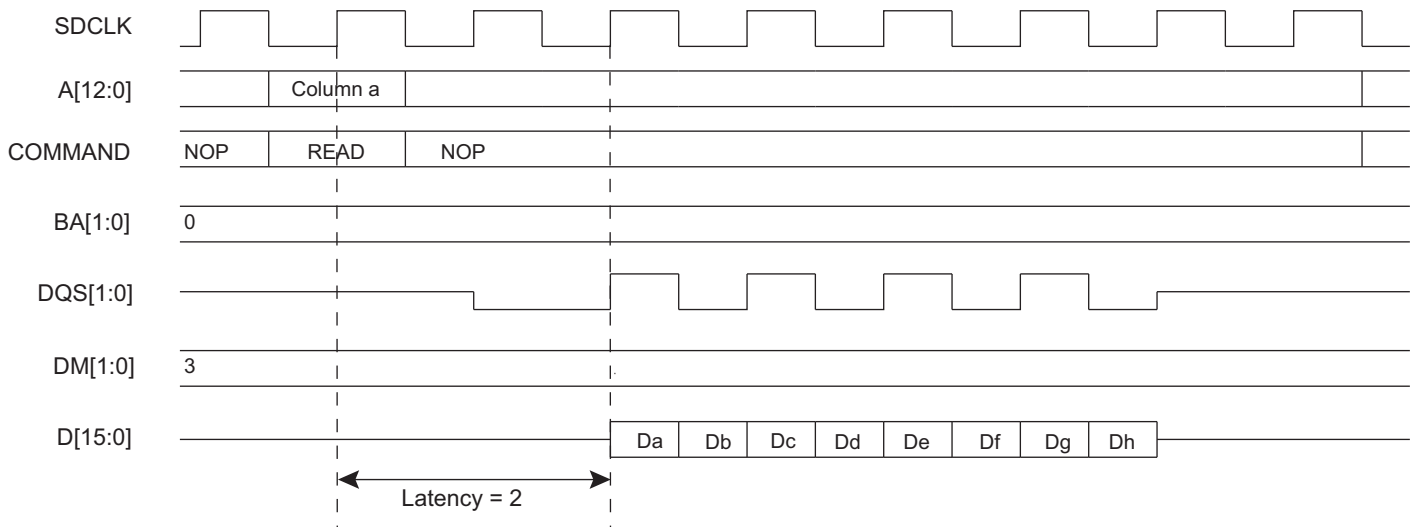 SDCLK
A[12:0] Column a
COMMAND NOP READ NOP
BA[1:0] 0
DQS[1:0]
DM[1:0] 3
D[15:0] Da Db Dc Dd De Df Dg Dh
Latency = 2